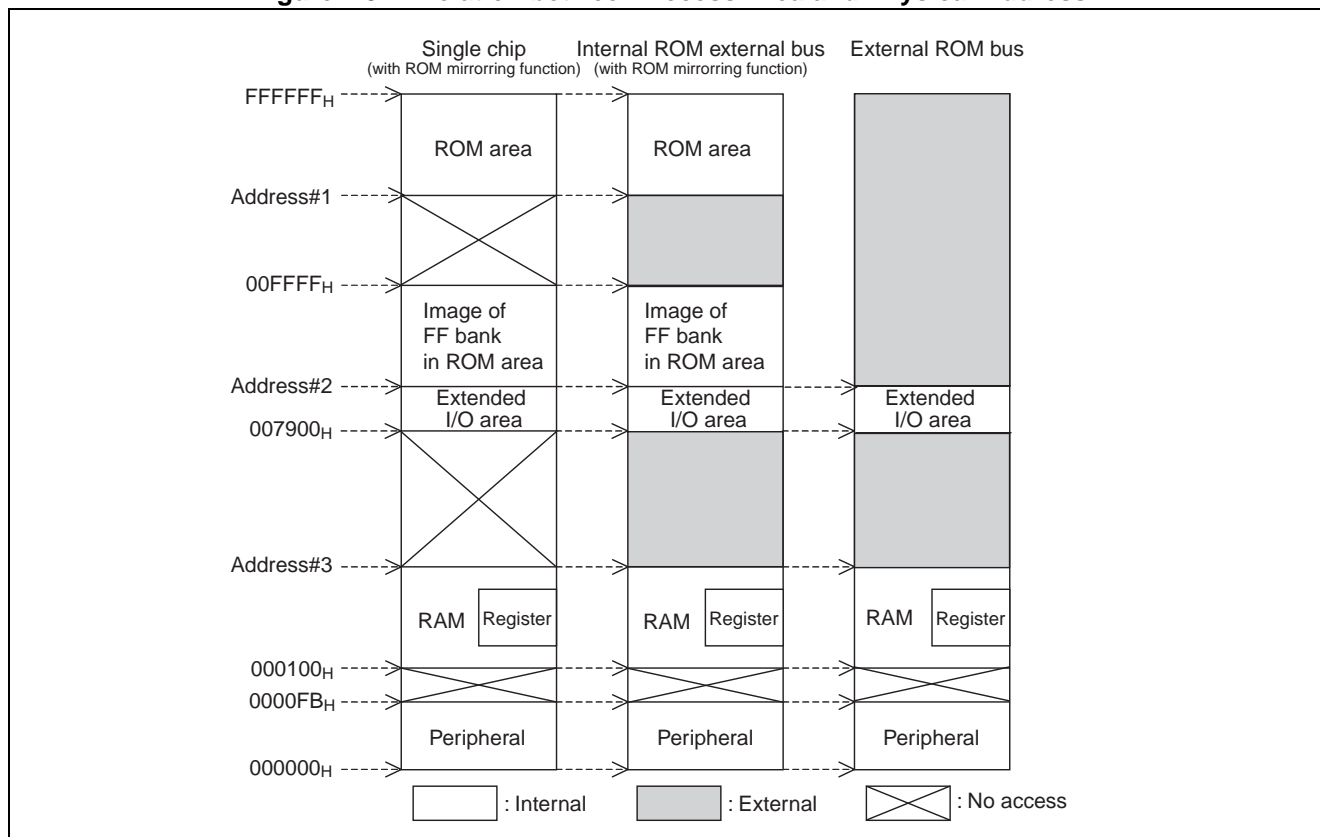 Single chip Internal ROM external bus External ROM bus
(with ROM mirrorring function) (with ROM mirrorring function)
FFFFFFH
ROM area ROM area
Address#1
00FFFFH
Image of Image of
FF bank FF bank
in ROM area in ROM area
Address#2
Extended Extended Extended
I/O area I/O area I/O area
007900H
Address#3
RAM Register RAM Register RAM Register
000100H
0000FBH
Peripheral Peripheral Peripheral
000000H
: Internal : External : No access